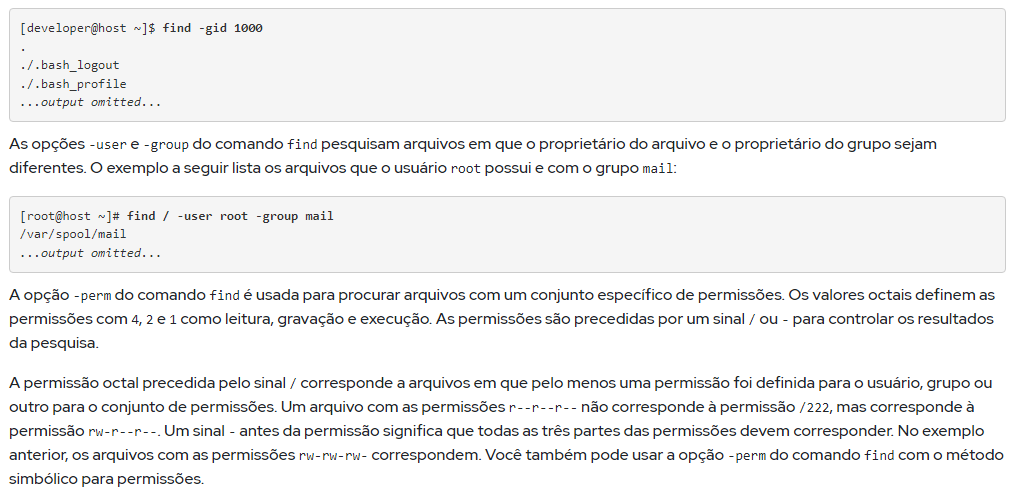 [developer@host ~]$ find -gid 1000
.
./.bash_logout
./.bash_profile
...output omitted...
As opções -user e -group do comando find pesquisam arquivos em que o proprietário do arquivo e o proprietário do grupo sejam
diferentes. O exemplo a seguir lista os arquivos que o usuário root possui e com o grupo mail:
[root@host ~]# find / -user root -group mail
/var/spool/mail
...output omitted...
A opção -perm do comando find é usada para procurar arquivos com um conjunto específico de permissões. Os valores octais definem as
permissões com 4, 2 e 1 como leitura, gravação e execução. As permissões são precedidas por um sinal / ou - para controlar os resultados
da pesquisa.
A permissão octal precedida pelo sinal / corresponde a arquivos em que pelo menos uma permissão foi definida para o usuário, grupo ou
outro para o conjunto de permissões. Um arquivo com as permissões r--r--r-- não corresponde à permissão /222, mas corresponde à
permissão rw-r--r--. Um sinal - antes da permissão significa que todas as três partes das permissões devem corresponder. No exemplo
anterior, os arquivos com as permissões rw-rw-rw- correspondem. Você também pode usar a opção -perm do comando find com o método
simbólico para permissões.